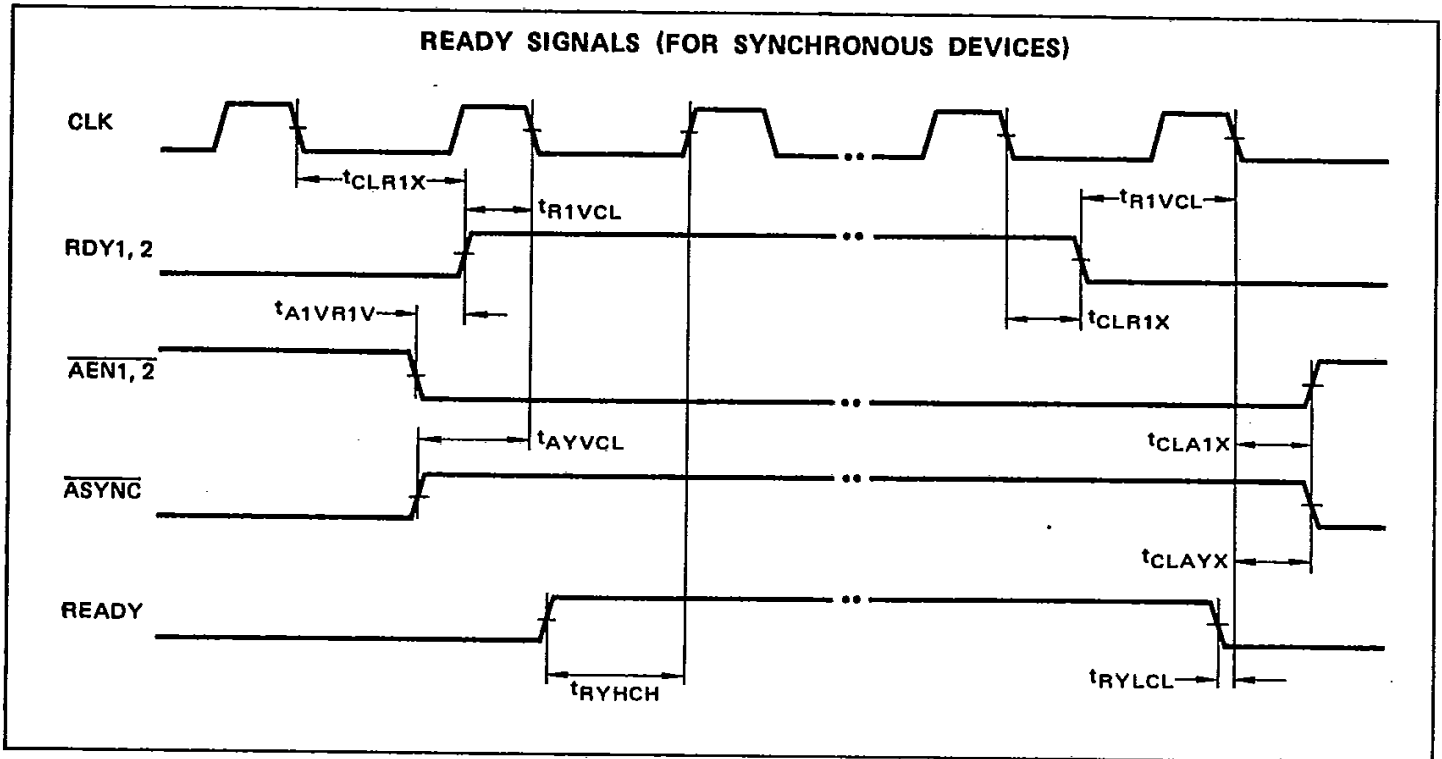 READY SIGNALS (FOR SYNCHRONOUS DEVICES)
CLK
tCLR1X
tR1VCL
tR1VCL
RDY1, 2
tA1VR1V
tCLR1X
AEN1, 2
tAYVCL
tCLA1X
ASYNC
tCLAYX
READY
tRYHCH
tRYLCL